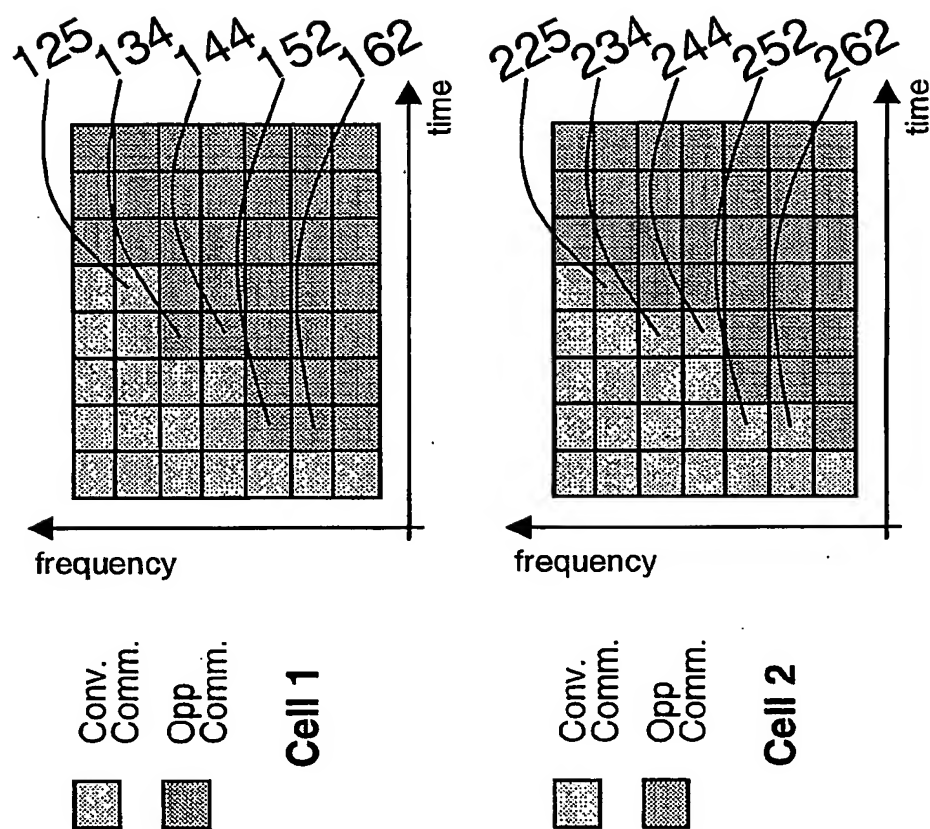 125 134 144 152 162
time
frequency
Conv.
Comm.
Opp
Comm.
Cell 1
225 234 244 252 262
time
frequency
Conv.
Comm.
Opp
Comm.
Cell 2